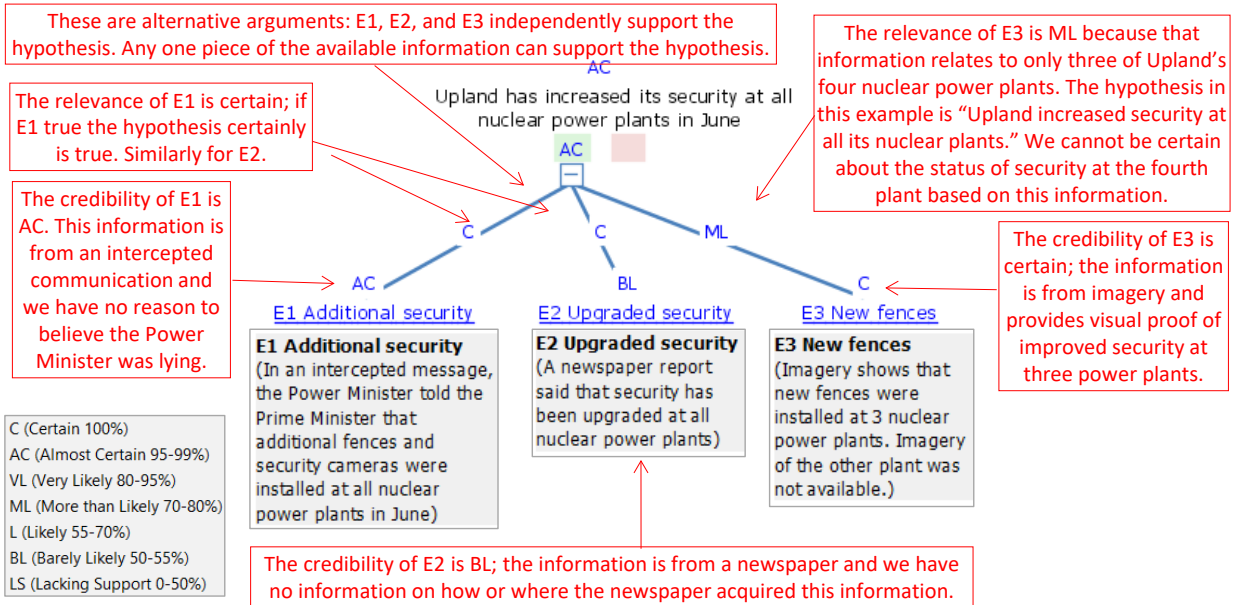 These are alternative arguments: E1, E2, and E3 independently support the
hypothesis. Any one piece of the available information can support the hypothesis.
The relevance of E3 is ML because that
information relates to only three of Upland’s
four nuclear power plants. The hypothesis in
this example is “Upland increased security at
all its nuclear plants.” We cannot be certain
about the status of security at the fourth
plant based on this information.
AC
Upland has increased its security at all
nuclear power plants in June
AC
The relevance of E1 is certain; if
E1 true the hypothesis certainly
is true. Similarly for E2.
The credibility of E1 is
AC. This information is
from an intercepted
communication and
we have no reason to
believe the Power
Minister was lying.
C
C
ML
The credibility of E3 is
certain; the information
is from imagery and
provides visual proof of
improved security at
three power plants.
AC
BL
C
E1 Additional security
E2 Upgraded security
E3 New fences
E1 Additional security
(In an intercepted message,
the Power Minister told the
Prime Minister that
additional fences and
security cameras were
installed at all nuclear
power plants in June)
E2 Upgraded security
(A newspaper report
said that security has
been upgraded at all
nuclear power plants)
E3 New fences
(Imagery shows that
new fences were
installed at 3 nuclear
power plants. Imagery
of the other plant was
not available.)
C (Certain 100%)
AC (Almost Certain 95-99%)
VL (Very Likely 80-95%)
ML (More than Likely 70-80%)
L (Likely 55-70%)
BL (Barely Likely 50-55%)
LS (Lacking Support 0-50%)
The credibility of E2 is BL; the information is from a newspaper and we have
no information on how or where the newspaper acquired this information.